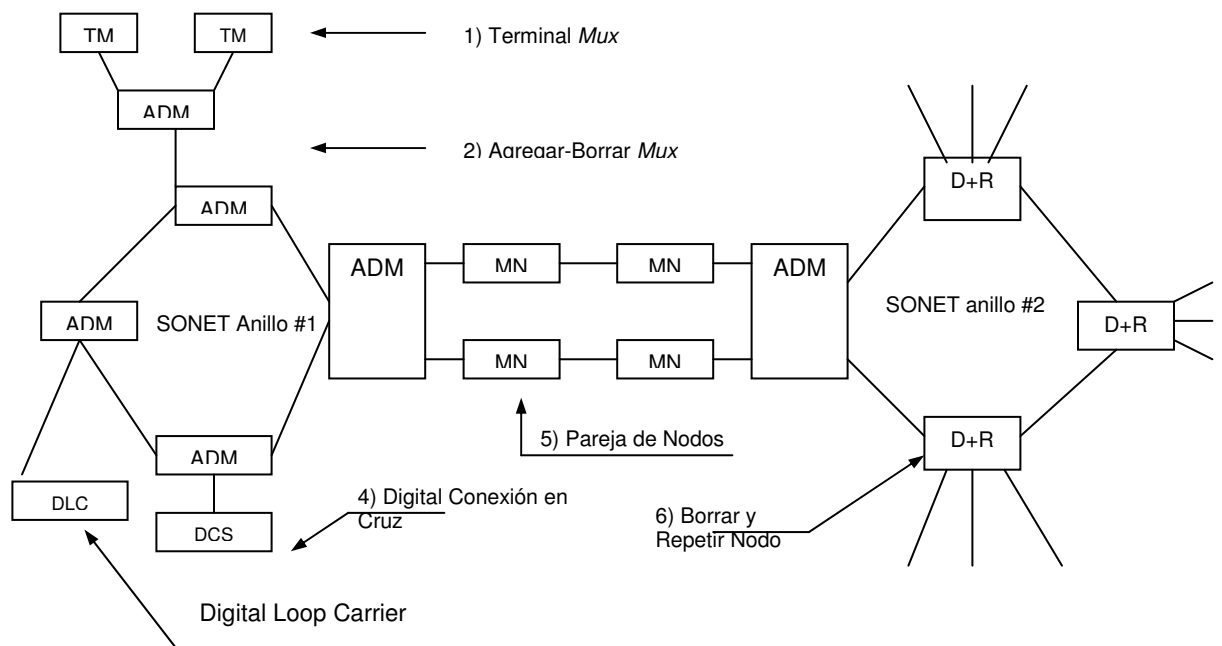 TM TM
1) Terminal Mux
ADM
2) Agregar-Borrar Mux
D+R
ADM
ADM MN MN ADM
ADM SONET Anillo #1
SONET anillo #2
D+R
MN MN
5) Pareja de Nodos
D+R
ADM
DLC
4) Digital Conexión en
Cruz
DCS
6) Borrar y
Repetir Nodo
Digital Loop Carrier